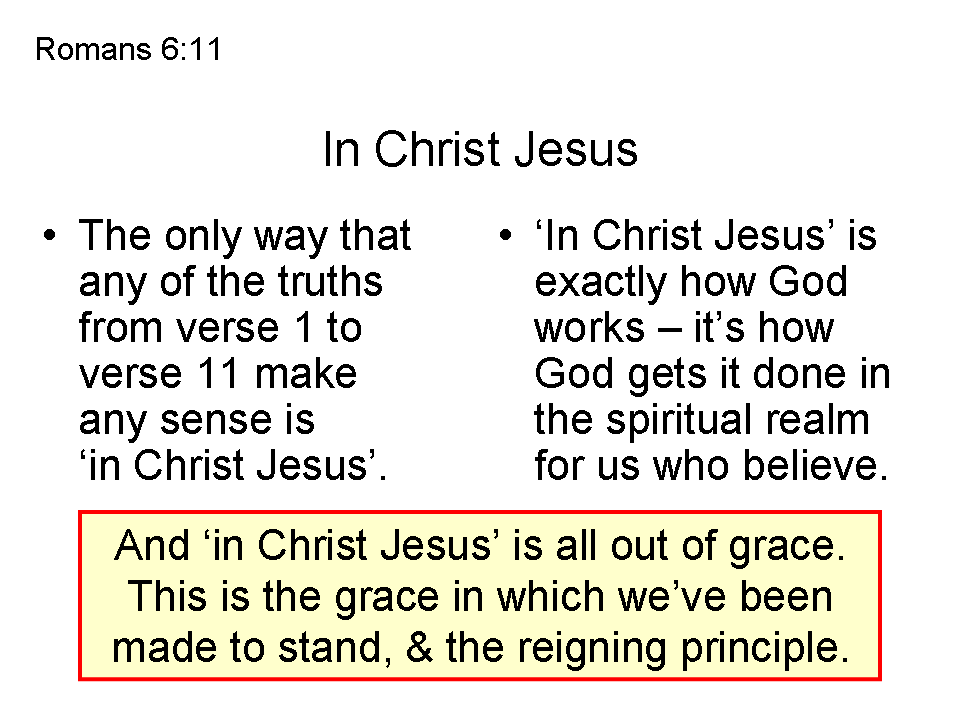 Romans 6:11
In Christ Jesus
• The only way that
any of the truths
from verse 1 to
verse 11 make
any sense is
‘in Christ Jesus’.
• ‘In Christ Jesus’ is
exactly how God
works – it’s how
God gets it done in
the spiritual realm
for us who believe.
And ‘in Christ Jesus’ is all out of grace.
This is the grace in which we’ve been
made to stand, & the reigning principle.